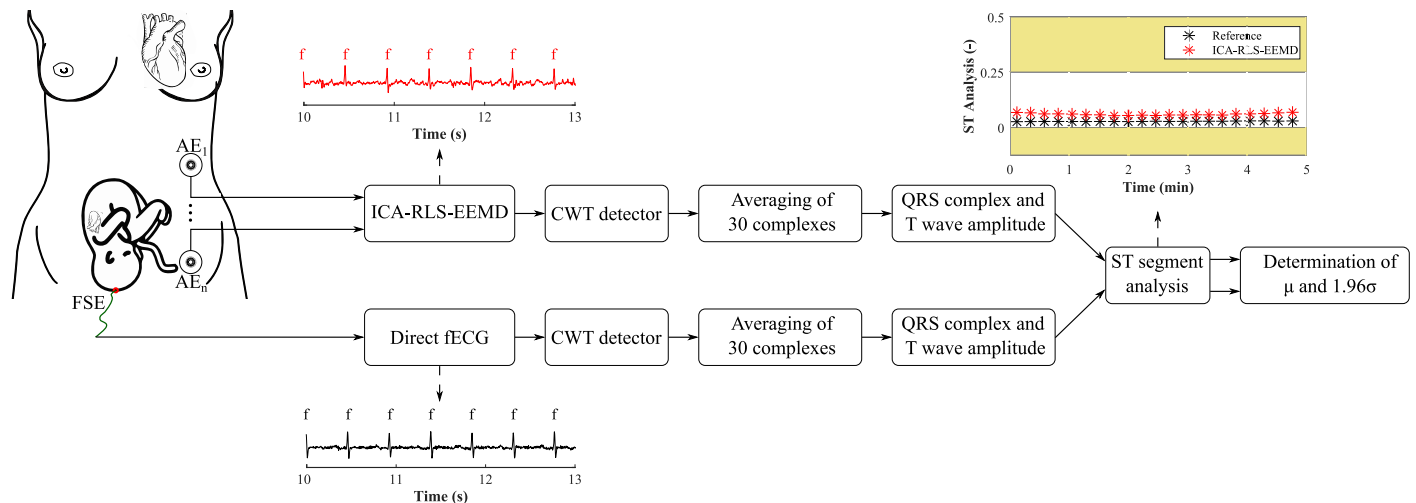 AE1
AEn
FSE
f f f f f f f
10 11 12 13
Time (s)
ICA-RLS-EEMD
CWT detector
Averaging of
30 complexes
QRS complex and
T wave amplitude
Direct fECG
CWT detector
Averaging of
30 complexes
QRS complex and
T wave amplitude
f f f f f f f
10 11 12 13
Time (s)
ST segment
analysis
Determination of
μ and 1.96σ
ST Analysis (-)
0.5
0.25
0
Reference
ICA-RLS-EEMD
0 1 2 3 4 5
Time (min)